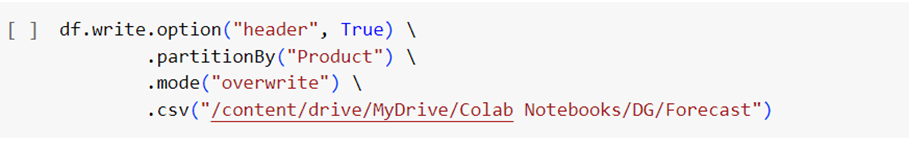 [ ] df.write.option("header", True) \
.partitionBy("Product") \
.mode("overwrite") \
.csv("/content/drive/MyDrive/Colab Notebooks/DG/Forecast")